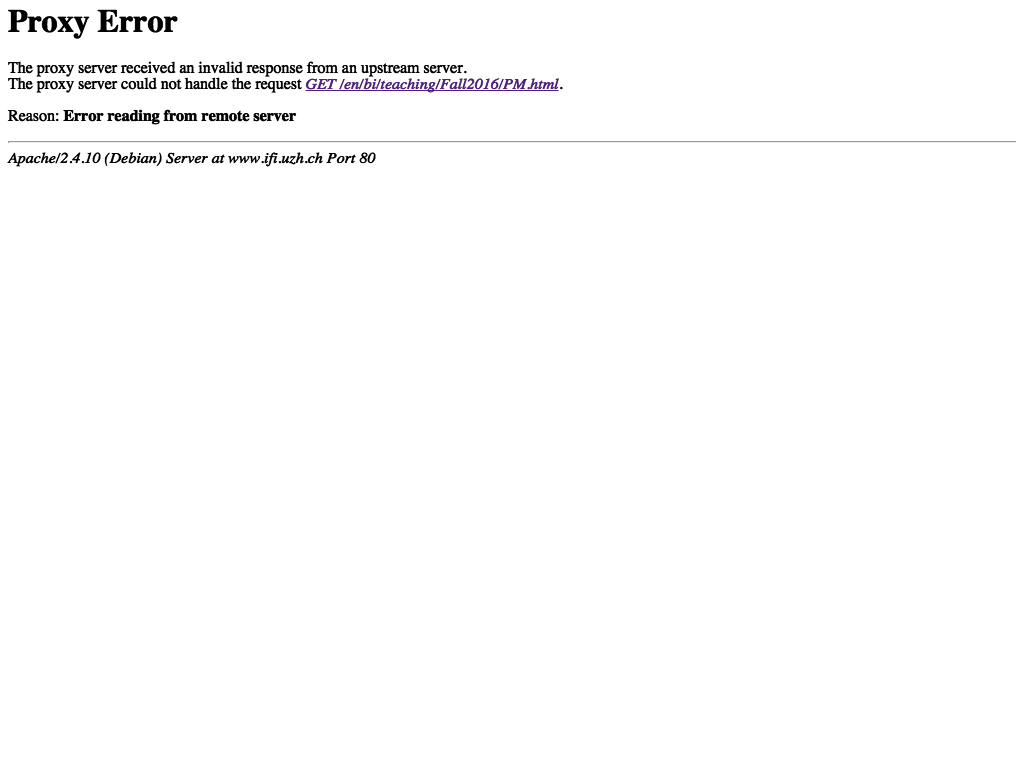 Proxy Error
The proxy server received an invalid response from an upstream server.
The proxy server could not handle the request GET /en/bi/teaching/Fall2016/PM.html.
Reason: Error reading from remote server
Apache/2.4.10 (Debian) Server at www.ifi.uzh.ch Port 80